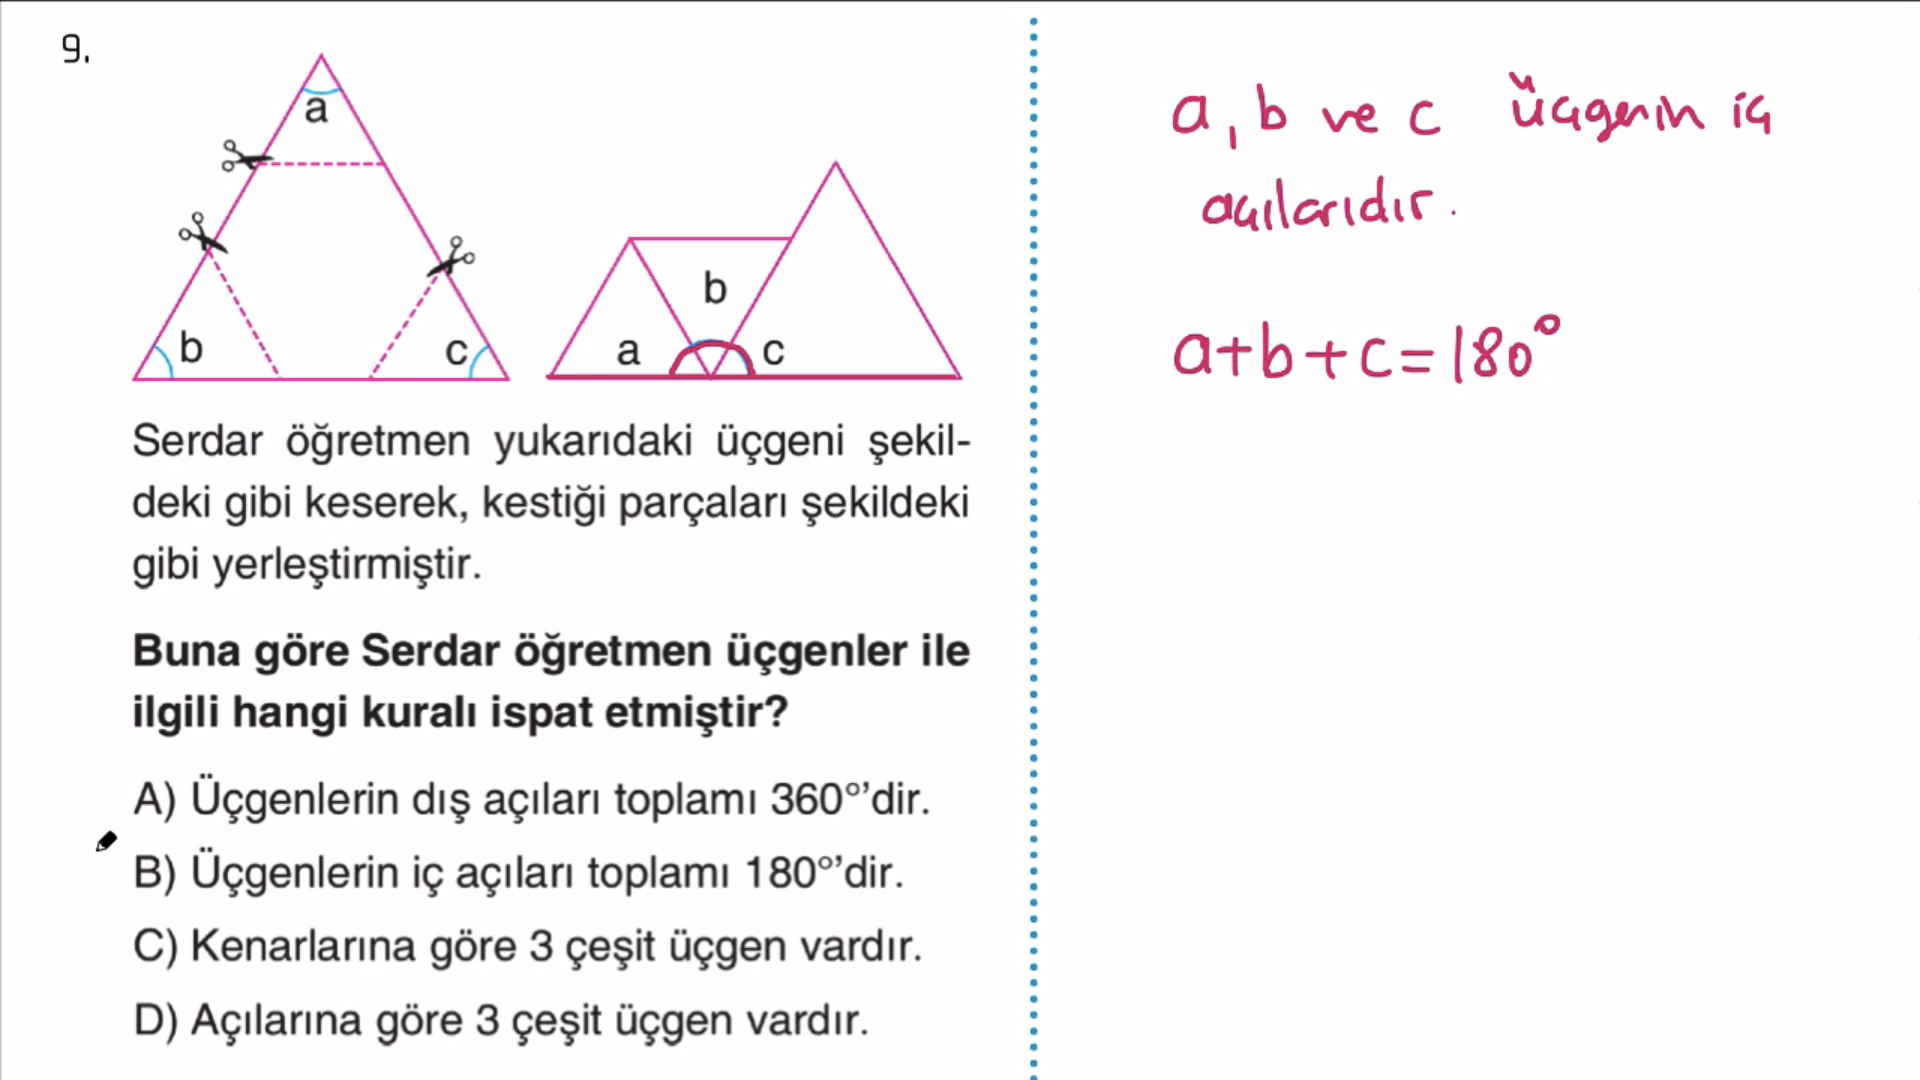 9.
a
b
c
a
b
c
Serdar öğretmen yukarıdaki üçgeni şekil-
deki gibi keserek, kestiği parçaları şekildeki
gibi yerleştirmiştir.
Buna göre Serdar öğretmen üçgenler ile
ilgili hangi kuralı ispat etmiştir?
A) Üçgenlerin dış açıları toplamı 360°'dir.
B) Üçgenlerin iç açıları toplamı 180°'dir.
C) Kenarlarına göre 3 çeşit üçgen vardır.
D) Açılarına göre 3 çeşit üçgen vardır.
a, b ve c üçgenin iç
açılarıdır.
a+b+c=180°